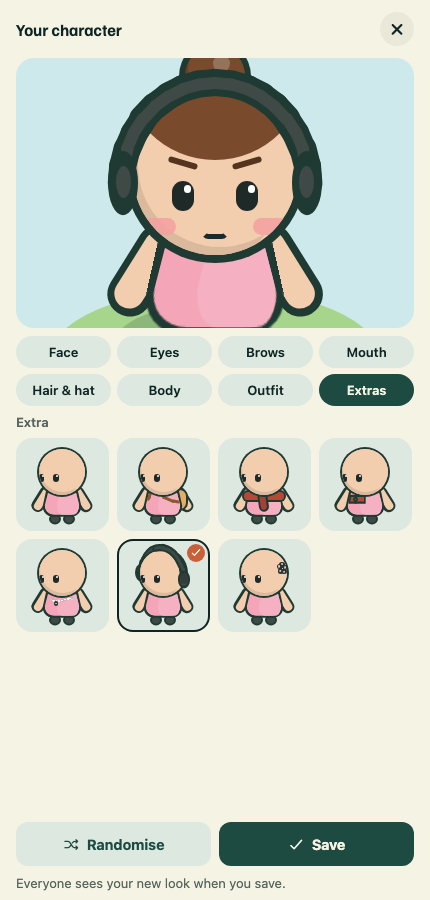 Your character
Face
Eyes
Brows
Mouth
Hair & hat
Body
Outfit
Extras
Extra
Randomise
Save
Everyone sees your new look when you save.